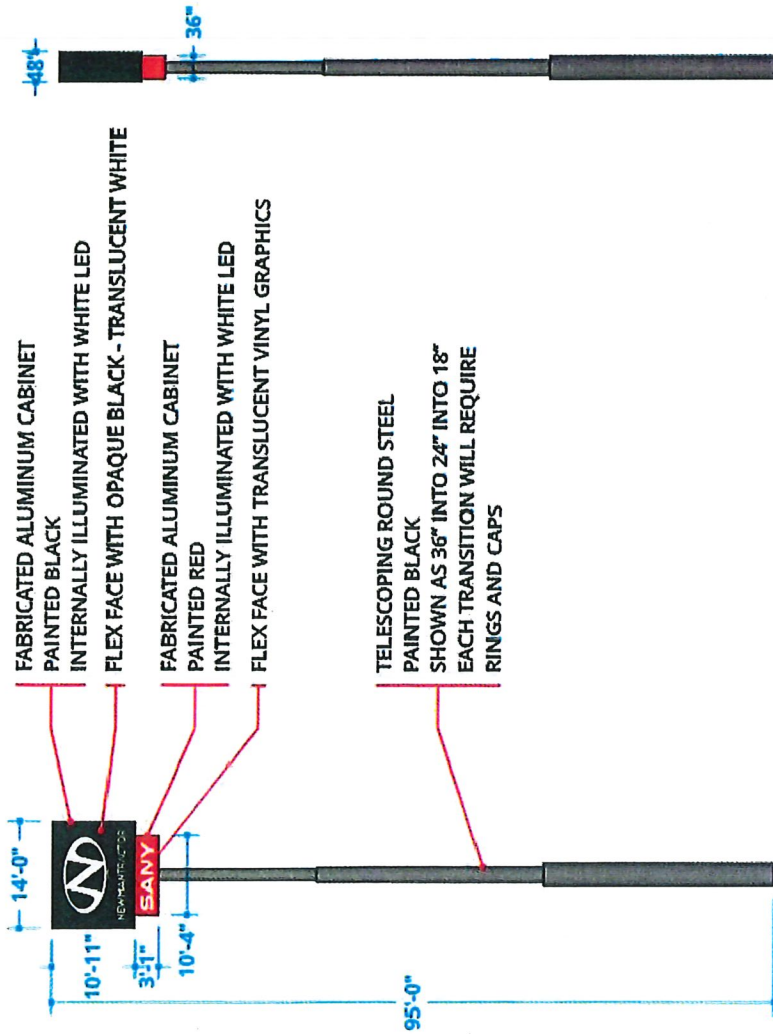 48"
36"
FABRICATED ALUMINUM CABINET
PAINTED BLACK
INTERNALLY ILLUMINATED WITH WHITE LED
FLEX FACE WITH OPAQUE BLACK - TRANSLUCENT WHITE
FABRICATED ALUMINUM CABINET
PAINTED RED
INTERNALLY ILLUMINATED WITH WHITE LED
FLEX FACE WITH TRANSLUCENT VINYL GRAPHICS
TELESCOPING ROUND STEEL
PAINTED BLACK
SHOWN AS 36" INTO 24" INTO 18"
EACH TRANSITION WILL REQUIRE
RINGS AND CAPS
14'-0"
10'-11"
3'-1"
10'-4"
95'-0"
N
NEWMANTRACTOR
SANY